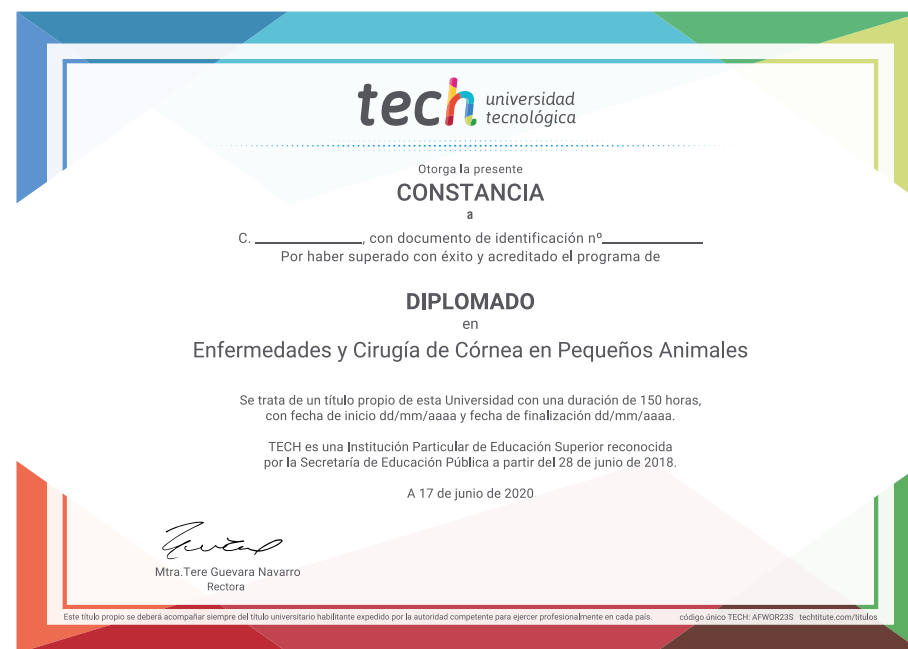 tech universidad
tecnológica
Otorga la presente
CONSTANCIA
a
C. ____________, con documento de identificación nº____________
Por haber superado con éxito y acreditado el programa de
DIPLOMADO
en
Enfermedades y Cirugía de Córnea en Pequeños Animales
Se trata de un título propio de esta Universidad con una duración de 150 horas,
con fecha de inicio dd/mm/aaaa y fecha de finalización dd/mm/aaaa.
TECH es una Institución Particular de Educación Superior reconocida
por la Secretaría de Educación Pública a partir del 28 de junio de 2018.
A 17 de junio de 2020
Mtra.Tere Guevara Navarro
Rectora
Este título propio se deberá acompañar siempre del título universitario habilitante expedido por la autoridad competente para ejercer profesionalmente en cada país. código único TECH: AFWOR23S techtitute.com/titulos